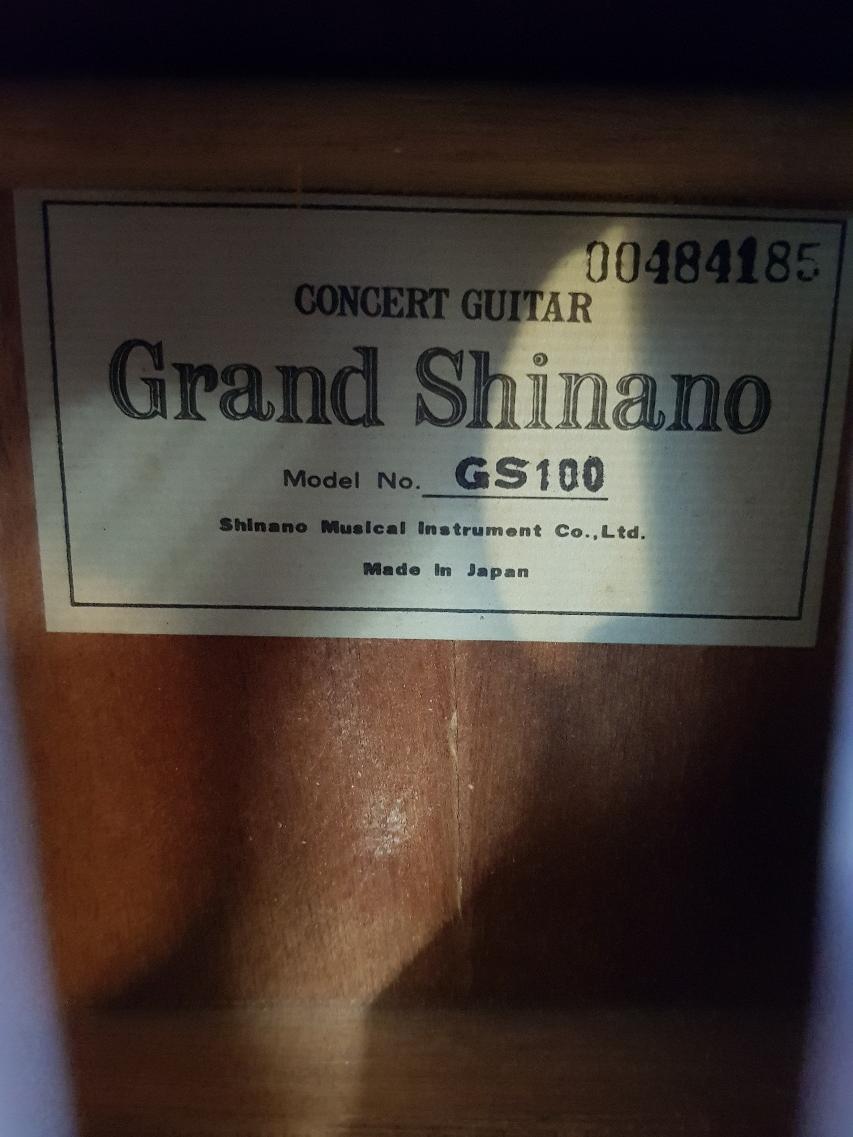 00484185
CONCERT GUITAR
Grand Shinano
Model No. GS100
Shinano Musical Instrument Co.,Ltd.
Made In Japan